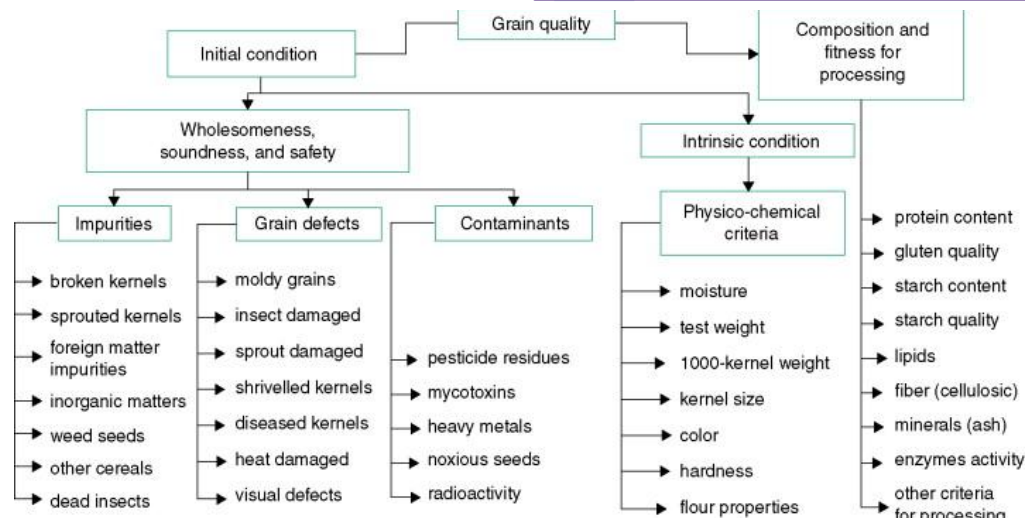 Grain quality
Initial condition
Composition and
fitness for
processing
Wholesomeness,
soundness, and safety
Intrinsic condition
Impurities
broken kernels
sprouted kernels
foreign matter
impurities
inorganic matters
weed seeds
other cereals
dead insects
Grain defects
moldy grains
insect damaged
sprout damaged
shrivelled kernels
diseased kernels
heat damaged
visual defects
Contaminants
pesticide residues
mycotoxins
heavy metals
noxious seeds
radioactivity
Physico-chemical
criteria
moisture
test weight
1000-kernel weight
kernel size
color
hardness
flour properties
protein content
gluten quality
starch content
starch quality
lipids
fiber (cellulosic)
minerals (ash)
enzymes activity
other criteria
for processing